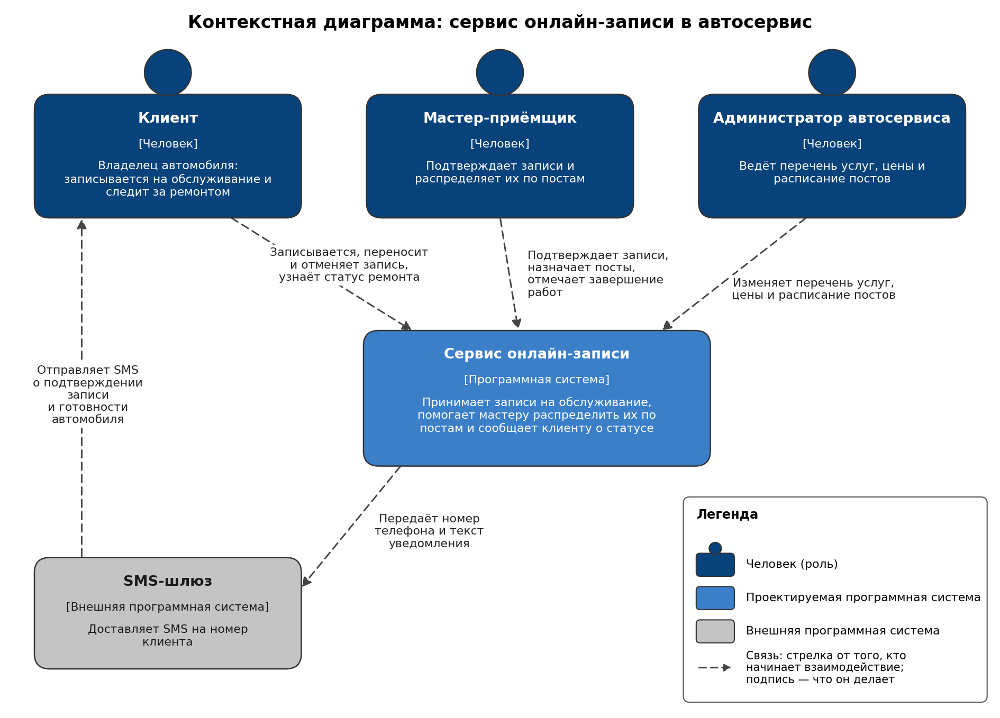 Контекстная диаграмма: сервис онлайн-записи в автосервис
Клиент
[Человек]
Владелец автомобиля:
записывается на обслуживание и
следит за ремонтом
Мастер-приёмщик
[Человек]
Подтверждает записи и
распределяет их по постам
Администратор автосервиса
[Человек]
Ведёт перечень услуг, цены и
расписание постов
Записывается, переносит
и отменяет запись,
узнаёт статус ремонта
Подтверждает записи,
назначает посты,
отмечает завершение
работ
Изменяет перечень услуг,
цены и расписание постов
Сервис онлайн-записи
[Программная система]
Принимает записи на обслуживание,
помогает мастеру распределить их по
постам и сообщает клиенту о статусе
Отправляет SMS
о подтверждении
записи
и готовности
автомобиля
Передаёт номер
телефона и текст
уведомления
SMS-шлюз
[Внешняя программная система]
Доставляет SMS на номер
клиента
Легенда
Человек (роль)
Проектируемая программная система
Внешняя программная система
Связь: стрелка от того, кто
начинает взаимодействие;
подпись — что он делает